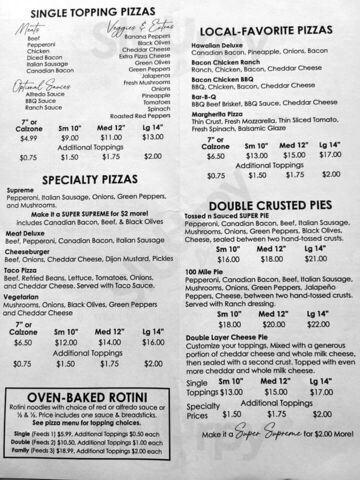 SINGLE TOPPING PIZZAS
Meats
Beef
Pepperoni
Chicken
Diced Bacon
Italian Sausage
Canadian Bacon
Optional Sauces
Alfredo Sauce
BBQ Sauce
Ranch Sauce
Veggies & Extras
Banana Peppers
Black Olives
Cheddar Cheese
Extra Pizza Cheese
Green Olives
Green Peppers
Jalapenos
Fresh Mushrooms
Onions
Pineapple
Tomatoes
Spinach
Roasted Red Peppers
7" or
Calzone Sm 10" Med 12" Lg 14"
$4.99 $9.00 $11.00 $13.00
Additional Toppings
$0.75 $1.50 $1.75 $2.00
SPECIALTY PIZZAS
Supreme
Pepperoni, Italian Sausage, Onions, Green Peppers,
and Mushrooms.
Make it a SUPER SUPREME for $2 more!
includes Canadian Bacon, Beef, & Black Olives
Meat Deluxe
Beef, Pepperoni, Canadian Bacon, Italian Sausage
Cheeseburger
Beef, Onions, Cheddar Cheese, Dijon Mustard, Pickles
Taco Pizza
Beef, Refried Beans, Lettuce, Tomatoes, Onions,
and Cheddar Cheese. Served with Taco Sauce.
Vegetarian
Mushrooms, Onions, Black Olives, Green Peppers
and Cheddar Cheese
7" or
Calzone Sm 10" Med 12" Lg 14"
$6.50 $12.00 $14.00 $16.00
Additional Toppings
$0.75 $1.50 $1.75 $2.00
OVEN-BAKED ROTINI
Rotini noodles with choice of red or alfredo sauce or
½ & ½. Price includes one sauce & breadsticks.
See pizza menu for topping choices.
Single (Feeds 1) $5.99, Additional Toppings $0.50 each
Double (Feeds 2) $10.50, Additional Toppings $1.00 each
Family (Feeds 3) $18.99, Additional Toppings $2.00 each
LOCAL-FAVORITE PIZZAS
Hawaiian Deluxe
Canadian Bacon, Pineapple, Onions, Bacon
Bacon Chicken Ranch
Ranch, Chicken, Bacon, Cheddar Cheese
Bacon Chicken BBQ
BBQ, Chicken, Bacon, Cheddar Cheese
Bar-B-Q
BBQ Beef Brisket, BBQ Sauce, Cheddar Cheese
Margherita Pizza
Thin Crust, Fresh Mozzarella, Thin Sliced Tomato,
Fresh Spinach, Balsamic Glaze
7" or
Calzone Sm 10" Med 12" Lg 14"
$6.50 $13.00 $15.00 $17.00
Additional Toppings
$0.75 $1.50 $1.75 $2.00
DOUBLE CRUSTED PIES
Tossed n Sauced SUPER PIE
Pepperoni, Canadian Bacon, Beef, Italian Sausage,
Mushrooms, Onions, Green Peppers, Black Olives,
Cheese, sealed between two hand-tossed crusts.
Sm 10" Med 12" Lg 14"
$16.00 $18.00 $21.00
100 Mile Pie
Pepperoni, Canadian Bacon, Beef, Italian Sausage,
Mushrooms, Onions, Green Peppers, Jalapeño
Peppers, Cheese, between two hand-tossed crusts.
Served with Ranch dressing.
Sm 10" Med 12" Lg 14"
$18.00 $20.00 $22.00
Double Layer Cheese Pie
Customize your toppings. Mixed with a generous
portion of cheddar cheese and whole milk cheese,
then sealed with a second crust. Topped with even
more cheddar and whole milk cheese.
Single Sm 10" Med 12" Lg 14"
Toppings $13.00 $15.00 $17.00
Additional Toppings
Specialty
Prices $1.50 $1.75 $2.00
Make it a Super Supreme for $2.00 More!